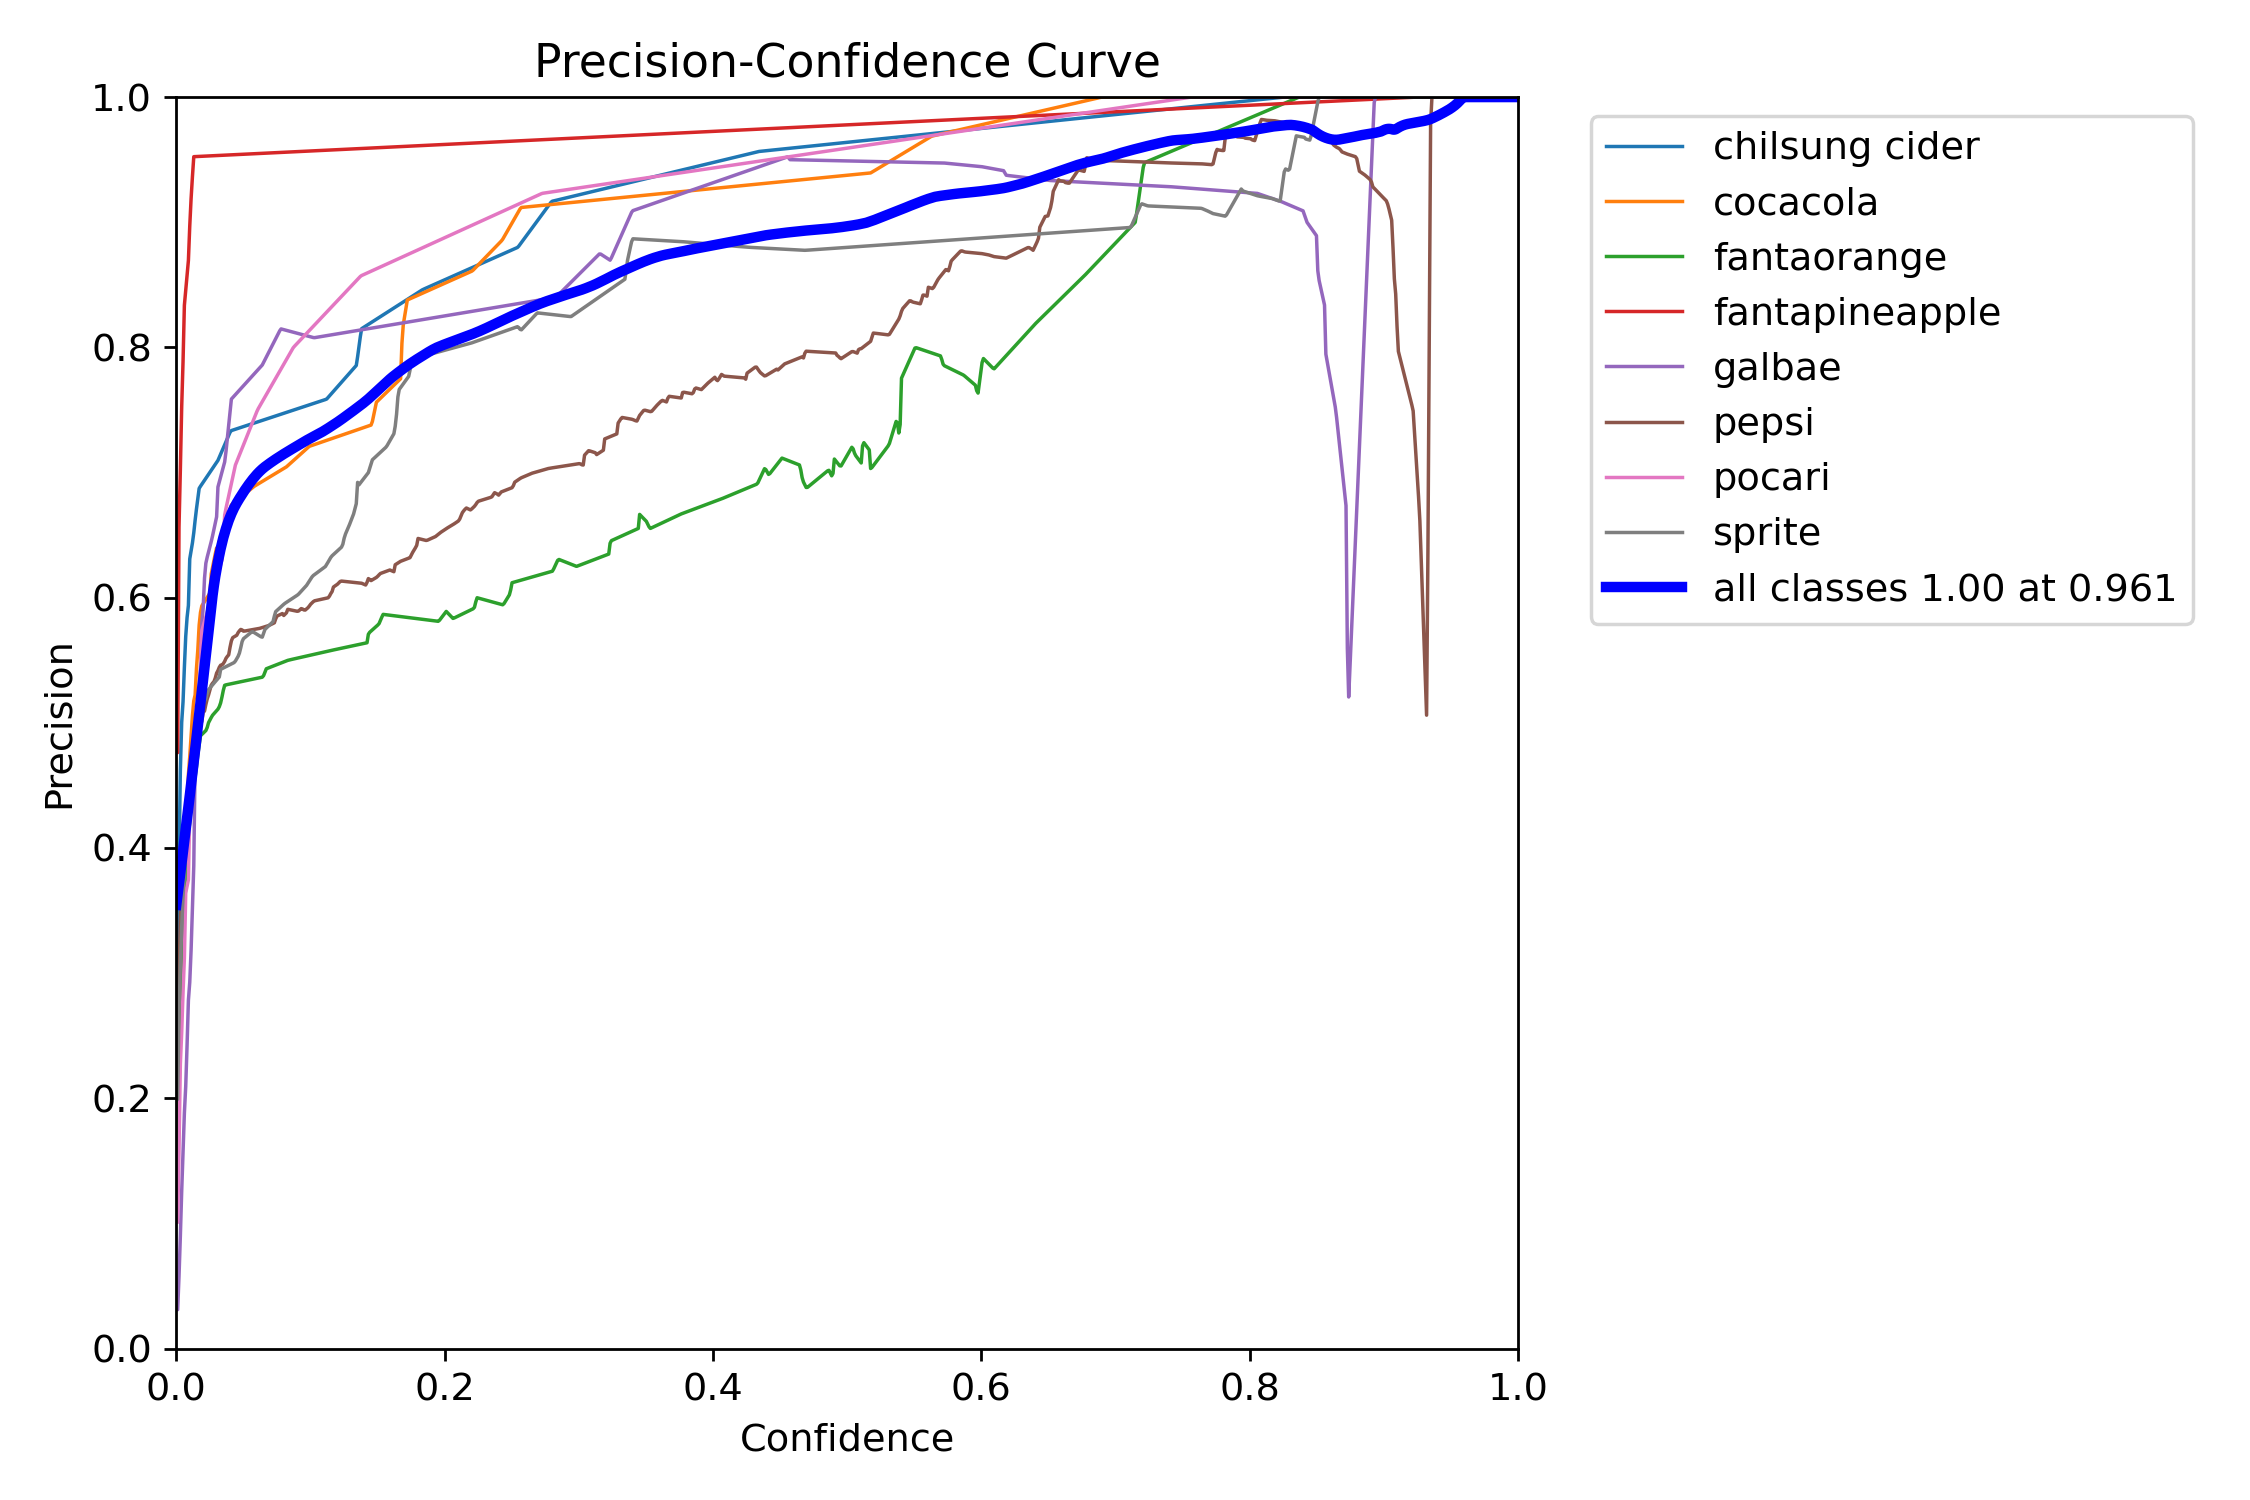 Precision-Confidence Curve
1.0
0.8
0.6
0.4
0.2
0.0
Precision
0.0 0.2 0.4 0.6 0.8 1.0
Confidence
chilsung cider
cocacola
fantaorange
fantapineapple
galbae
pepsi
pocari
sprite
all classes 1.00 at 0.961